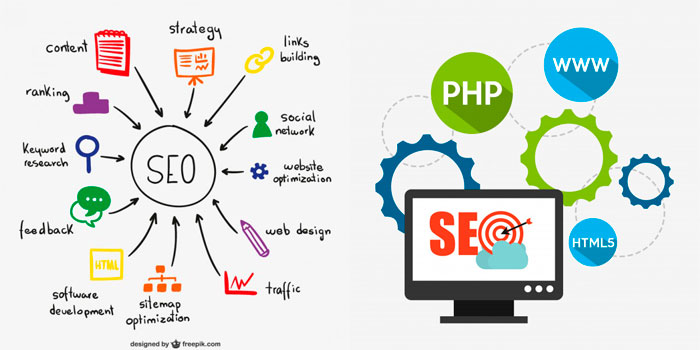 strategy
content
links
building
ranking
social
network
keyword
research
SEO
website
optimization
feedback
web design
HTML
software
development
sitemap
optimization
traffic
designed by freepik.com
PHP
WWW
SEO
HTML5